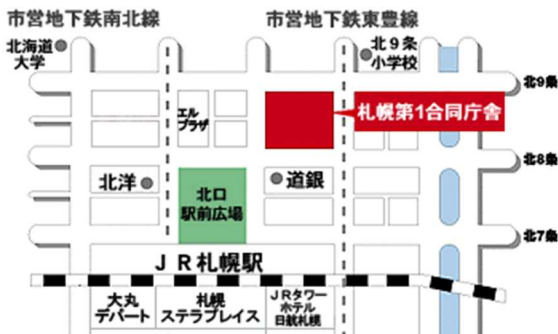 市営地下鉄南北線
市営地下鉄東豊線
北海道
大学
北9条
小学校
北9条
エル
プラザ
札幌第1合同庁舎
北8条
北洋
北口
駅前広場
道銀
北7条
JR札幌駅
大丸
デパート
札幌
ステラプレイス
JRタワー
ホテル
日航札幌